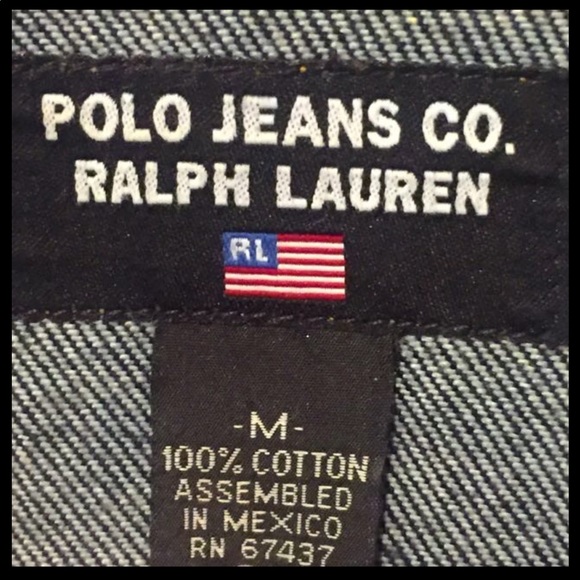 POLO JEANS CO.
RALPH LAUREN
RL
-M-
100% COTTON
ASSEMBLED
IN MEXICO
RN 67437